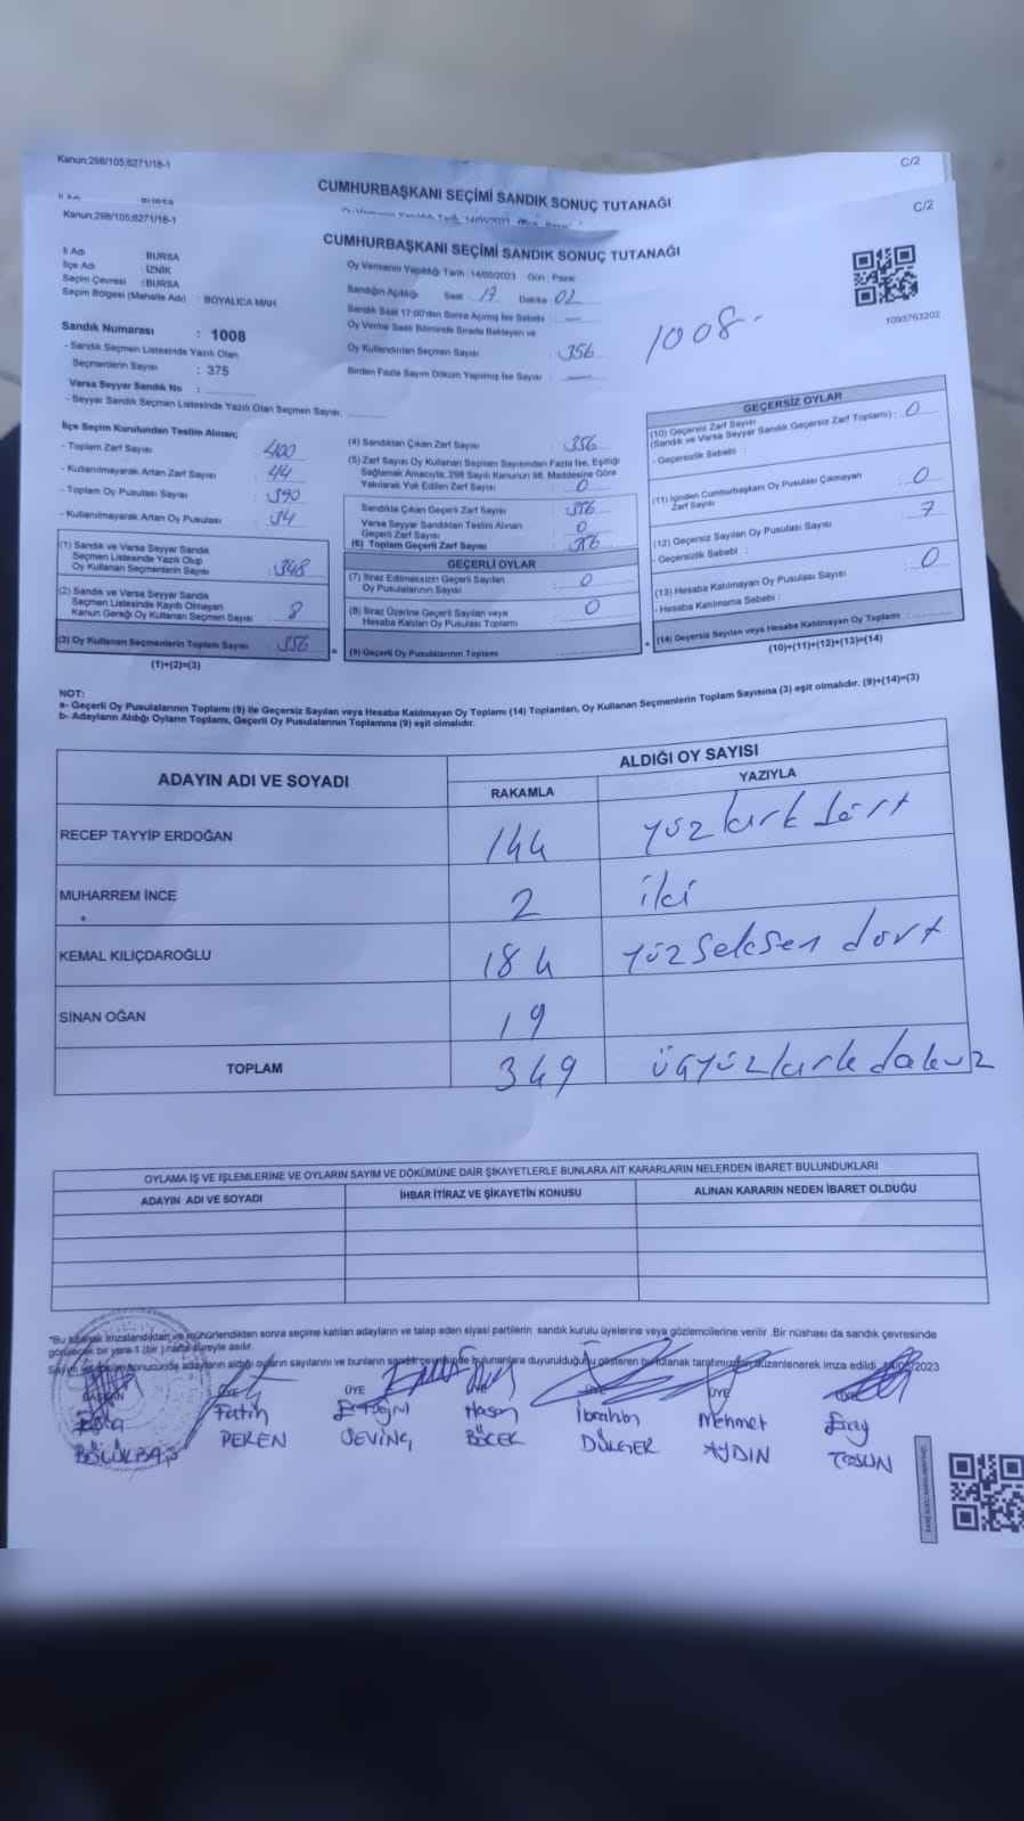 Kanun:298/105;6271/18-1
C/2
CUMHURBAŞKANI SEÇİMİ SANDIK SONUÇ TUTANAĞI
Kanun:298/105;6271/18-1
C/2
CUMHURBAŞKANI SEÇİMİ SANDIK SONUÇ TUTANAĞI
İl Adı BURSA
İlçe Adı İZNİK
Seçim Çevresi :BURSA
Seçim Bölgesi (Mahalle Adı) : BOYALICA MAH
Oy Vermenin Yapıldığı Tarih :14/05/2023 Gün : Pazar
Sandığın Açıldığı Saat 17 Dakika 02
Sandık Saat 17:00'den Sonra Açılmış İse Sebebi
Oy Verme Saati Bitiminde Sırada Bekleyen ve
Oy Kullandırılan Seçmen Sayısı : 356
Birden Fazla Sayım Döküm Yapılmış İse Sayısı :
1008
1093763202
Sandık Numarası : 1008
- Sandık Seçmen Listesinde Yazılı Olan
Seçmenlerin Sayısı : 375
Varsa Seyyar Sandık No :
- Seyyar Sandık Seçmen Listesinde Yazılı Olan Seçmen Sayısı
İlçe Seçim Kurulundan Teslim Alınan;
- Toplam Zarf Sayısı : 400
- Kullanılmayarak Artan Zarf Sayısı : 44
- Toplam Oy Pusulası Sayısı : 390
- Kullanılmayarak Artan Oy Pusulası : 34
(1) Sandık ve Varsa Seyyar Sandık
Seçmen Listesinde Yazılı Olup
Oy Kullanan Seçmenlerin Sayısı : 348
(2) Sandık ve Varsa Seyyar Sandık
Seçmen Listesinde Kayıtlı Olmayan
Kanun Gereği Oy Kullanan Seçmen Sayısı : 8
(3) Oy Kullanan Seçmenlerin Toplam Sayısı 356
(1)+(2)=(3)
(4) Sandıktan Çıkan Zarf Sayısı : 356
(5) Zarf Sayısı Oy Kullanan Seçmen Sayısından Fazla İse, Eşitliği
Sağlamak Amacıyla, 298 Sayılı Kanunun 98. Maddesine Göre
Yakılarak Yok Edilen Zarf Sayısı : 0
Sandıkta Çıkan Geçerli Zarf Sayısı : 356
Varsa Seyyar Sandıktan Teslim Alınan
Geçerli Zarf Sayısı : 0
(6) Toplam Geçerli Zarf Sayısı : 356
GEÇERLİ OYLAR
(7) İtiraz Edilmeksizin Geçerli Sayılan
Oy Pusulalarının Sayısı : 0
(8) İtiraz Üzerine Geçerli Sayılan veya
Hesaba Katılan Oy Pusulası Toplamı : 0
(9) Geçerli Oy Pusulalarının Toplamı
GEÇERSİZ OYLAR
(10) Geçersiz Zarf Sayısı
(Sandık ve Varsa Seyyar Sandık Geçersiz Zarf Toplamı) : 0
- Geçersizlik Sebebi :
(11) İçinden Cumhurbaşkanı Oy Pusulası Çıkmayan
Zarf Sayısı : 0
(12) Geçersiz Sayılan Oy Pusulası Sayısı : 7
- Geçersizlik Sebebi :
(13) Hesaba Katılmayan Oy Pusulası Sayısı : 0
- Hesaba Katılmama Sebebi :
(14) Geçersiz Sayılan veya Hesaba Katılmayan Oy Toplamı
(10)+(11)+(12)+(13)=(14)
NOT:
a- Geçerli Oy Pusulalarının Toplamı (9) ile Geçersiz Sayılan veya Hesaba Katılmayan Oy Toplamı (14) Toplamları, Oy Kullanan Seçmenlerin Toplam Sayısına (3) eşit olmalıdır. (9)+(14)=(3)
b- Adayların Aldığı Oyların Toplamı, Geçerli Oy Pusulalarının Toplamına (9) eşit olmalıdır.
ADAYIN ADI VE SOYADI
ALDIĞI OY SAYISI
RAKAMLA YAZIYLA
RECEP TAYYİP ERDOĞAN 144 yüzkırk dört
MUHARREM İNCE 2 iki
KEMAL KILIÇDAROĞLU 184 yüzseksen dört
SİNAN OĞAN 19
TOPLAM 349 üçyüzkırk dokuz
OYLAMA İŞ VE İŞLEMLERİNE VE OYLARIN SAYIM VE DÖKÜMÜNE DAİR ŞİKAYETLERLE BUNLARA AİT KARARLARIN NELERDEN İBARET BULUNDUKLARI
ADAYIN ADI VE SOYADI
İHBAR İTİRAZ VE ŞİKAYETİN KONUSU
ALINAN KARARIN NEDEN İBARET OLDUĞU
"Bu tutanak imzalandıktan ve mühürlendikten sonra seçime katılan adayların ve talep eden siyasi partilerin sandık kurulu üyelerine veya gözlemcilerine verilir. Bir nüshası da sandık çevresinde
görülecek bir yere 1 (bir) hafta süreyle asılır.
Sayım döküm sonucunda adayların aldığı oyların sayılarını ve bunların sandık çevresinde bulunanlara duyurulduğunu gösteren bu tutanak tarafımızdan düzenlenerek imza edildi. 14/05/2023
BAŞKAN ÜYE ÜYE ÜYE ÜYE ÜYE
Fatih Hasan İbrahim Mehmet Eray
BÖLÜKBAŞ PEKEN SEVİNÇ BÖCEK DÜLGER AYDIN TOSUN